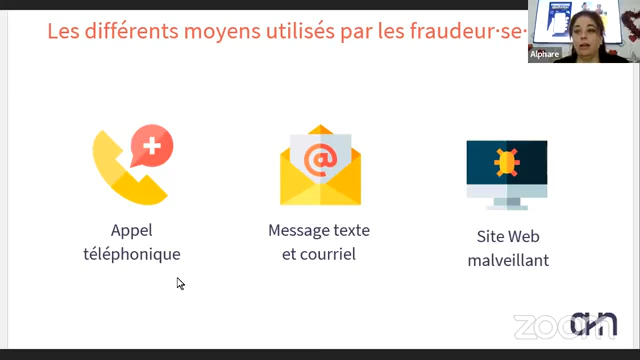 Les différents moyens utilisés par les fraudeur·se·
Alphare
@
Appel
téléphonique
Message texte
et courriel
Site Web
malveillant
zoom